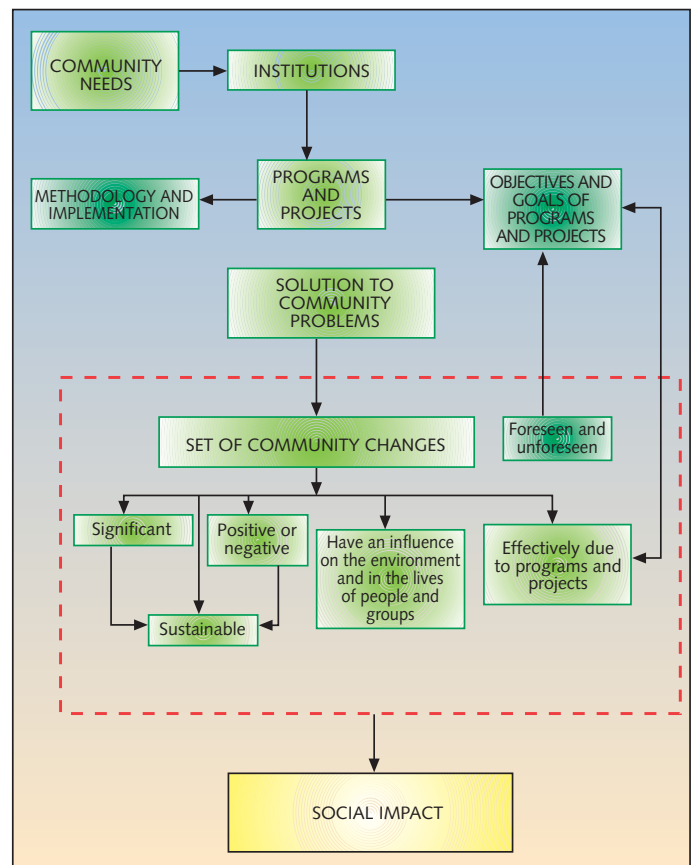 COMMUNITY
NEEDS
INSTITUTIONS
METHODOLOGY AND
IMPLEMENTATION
PROGRAMS
AND
PROJECTS
OBJECTIVES AND
GOALS OF
PROGRAMS
AND PROJECTS
SOLUTION TO
COMMUNITY
PROBLEMS
SET OF COMMUNITY CHANGES
Foreseen and
unforeseen
Significant
Positive or
negative
Have an influence
on the environment
and in the lives
of people and
groups
Effectively due
to programs and
projects
Sustainable
SOCIAL IMPACT